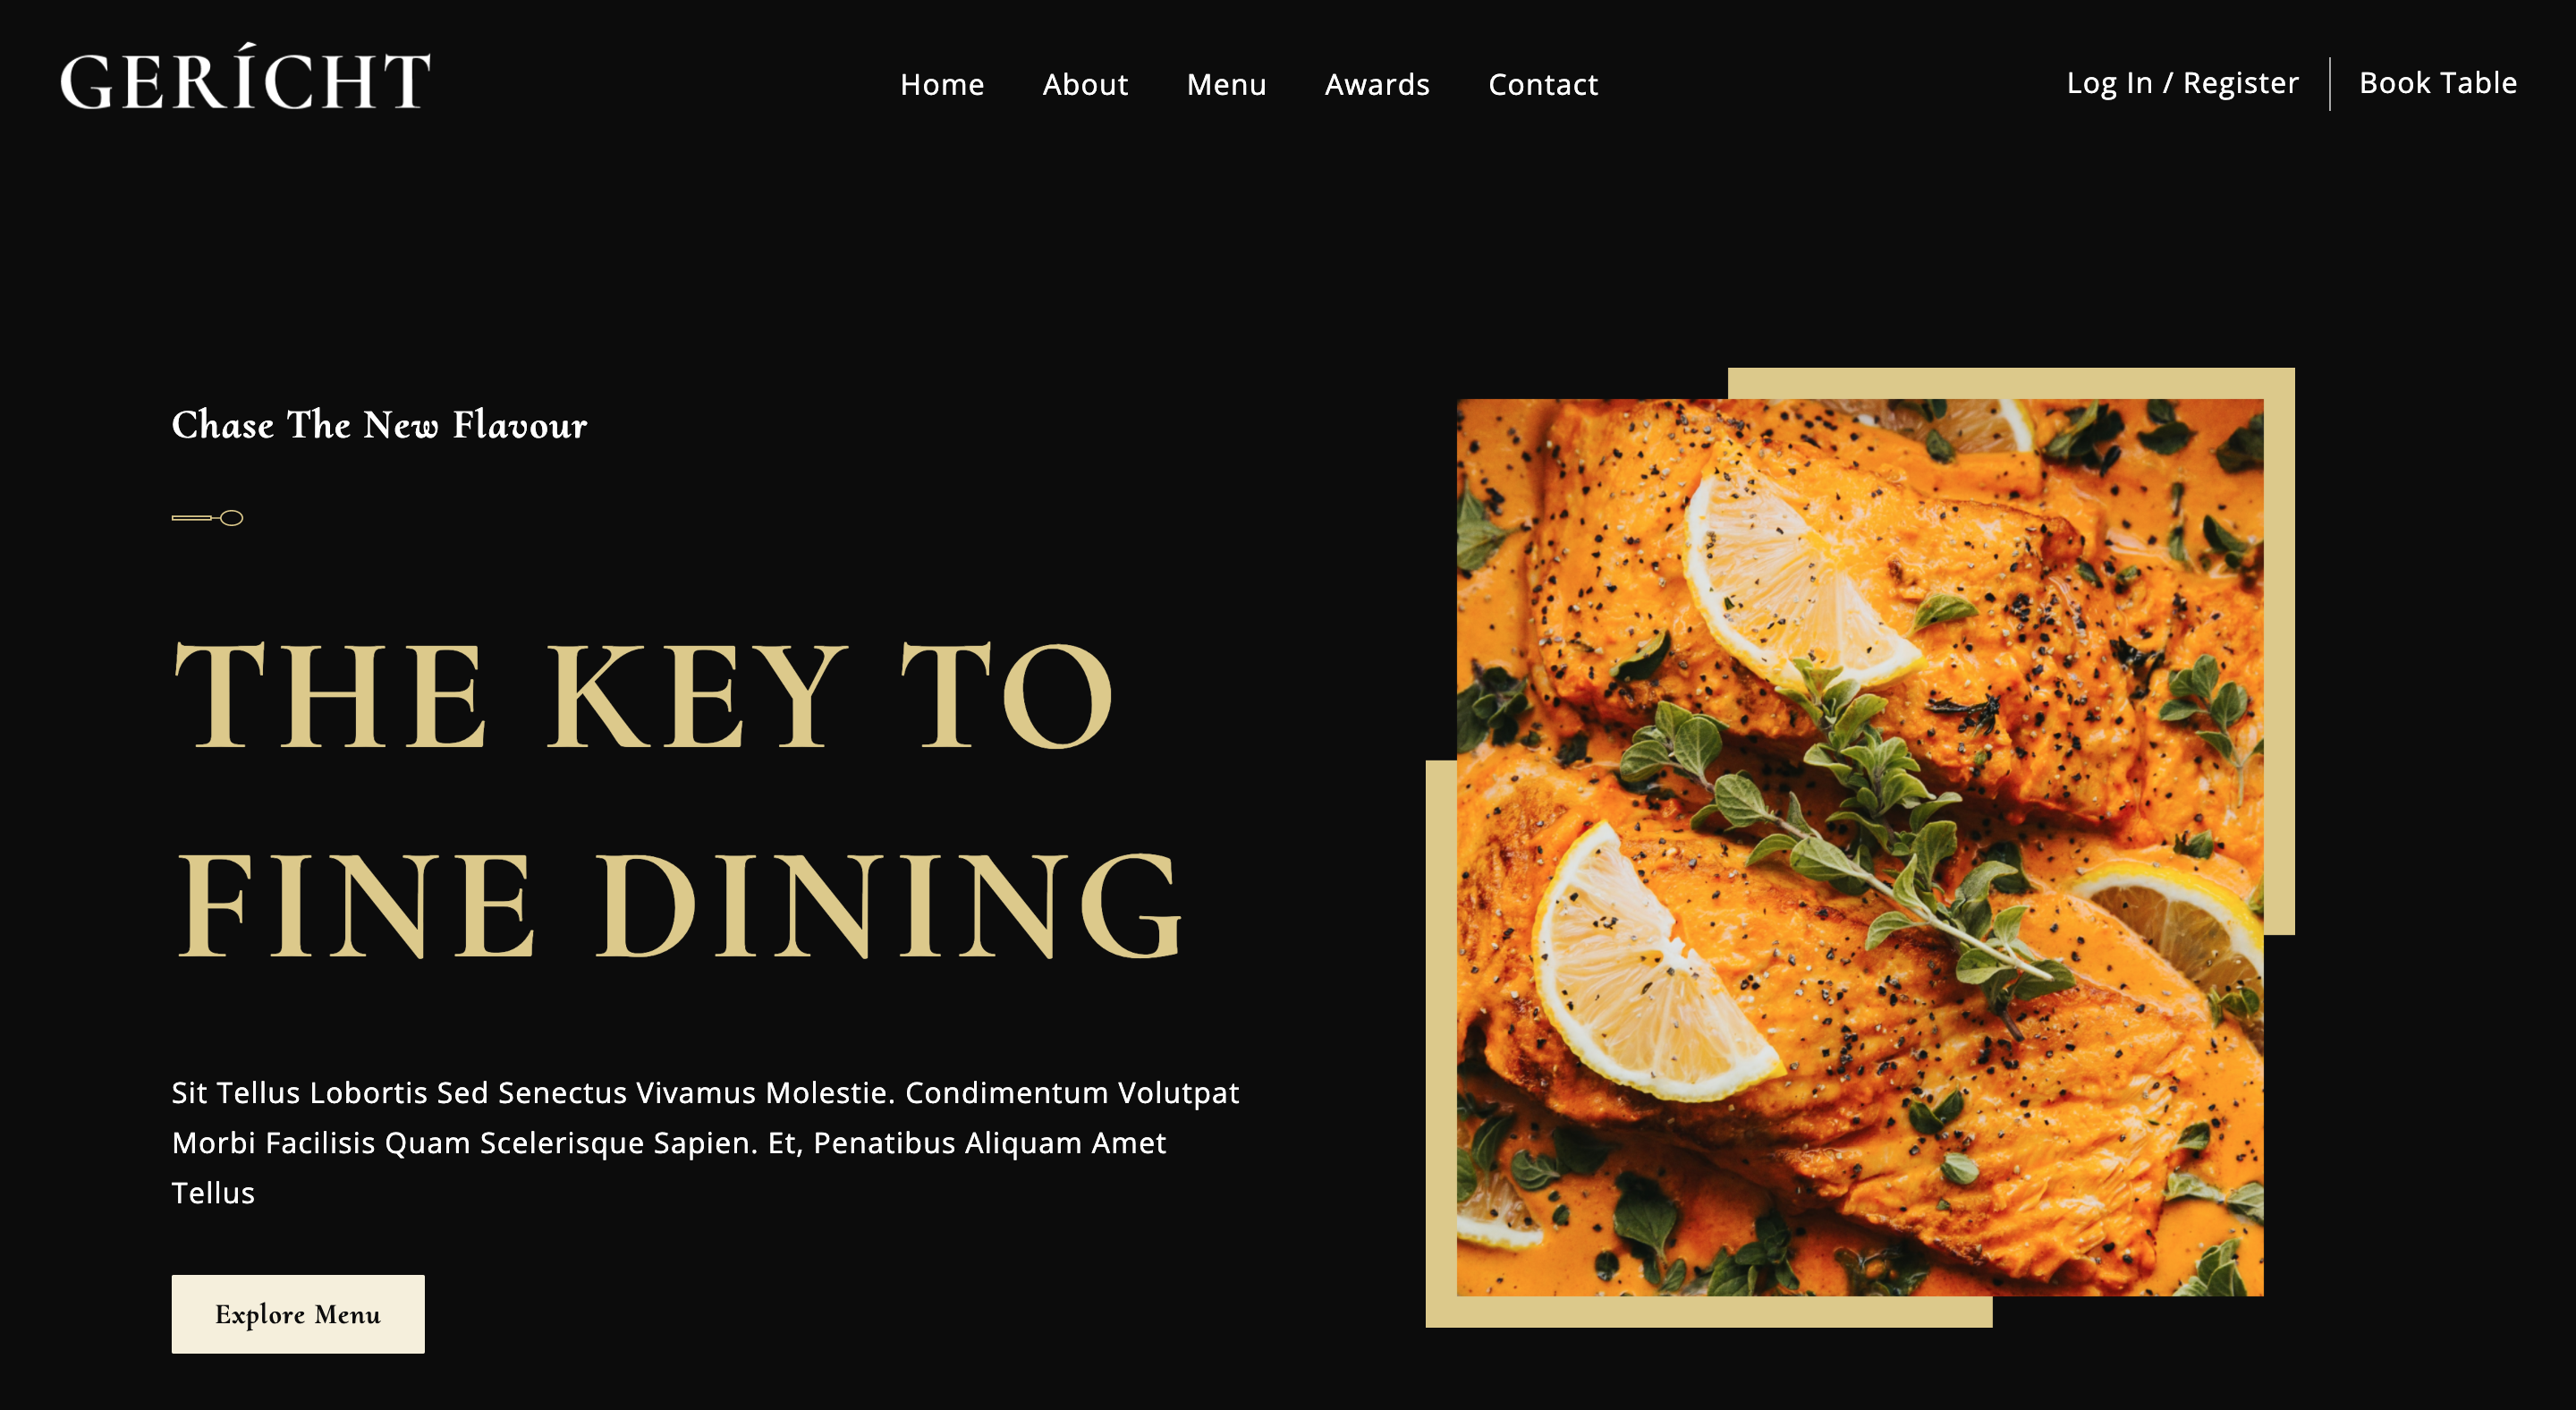 GERÍCHT
Home About Menu Awards Contact
Log In / Register Book Table
Chase The New Flavour
THE KEY TO
FINE DINING
Sit Tellus Lobortis Sed Senectus Vivamus Molestie. Condimentum Volutpat
Morbi Facilisis Quam Scelerisque Sapien. Et, Penatibus Aliquam Amet
Tellus
Explore Menu